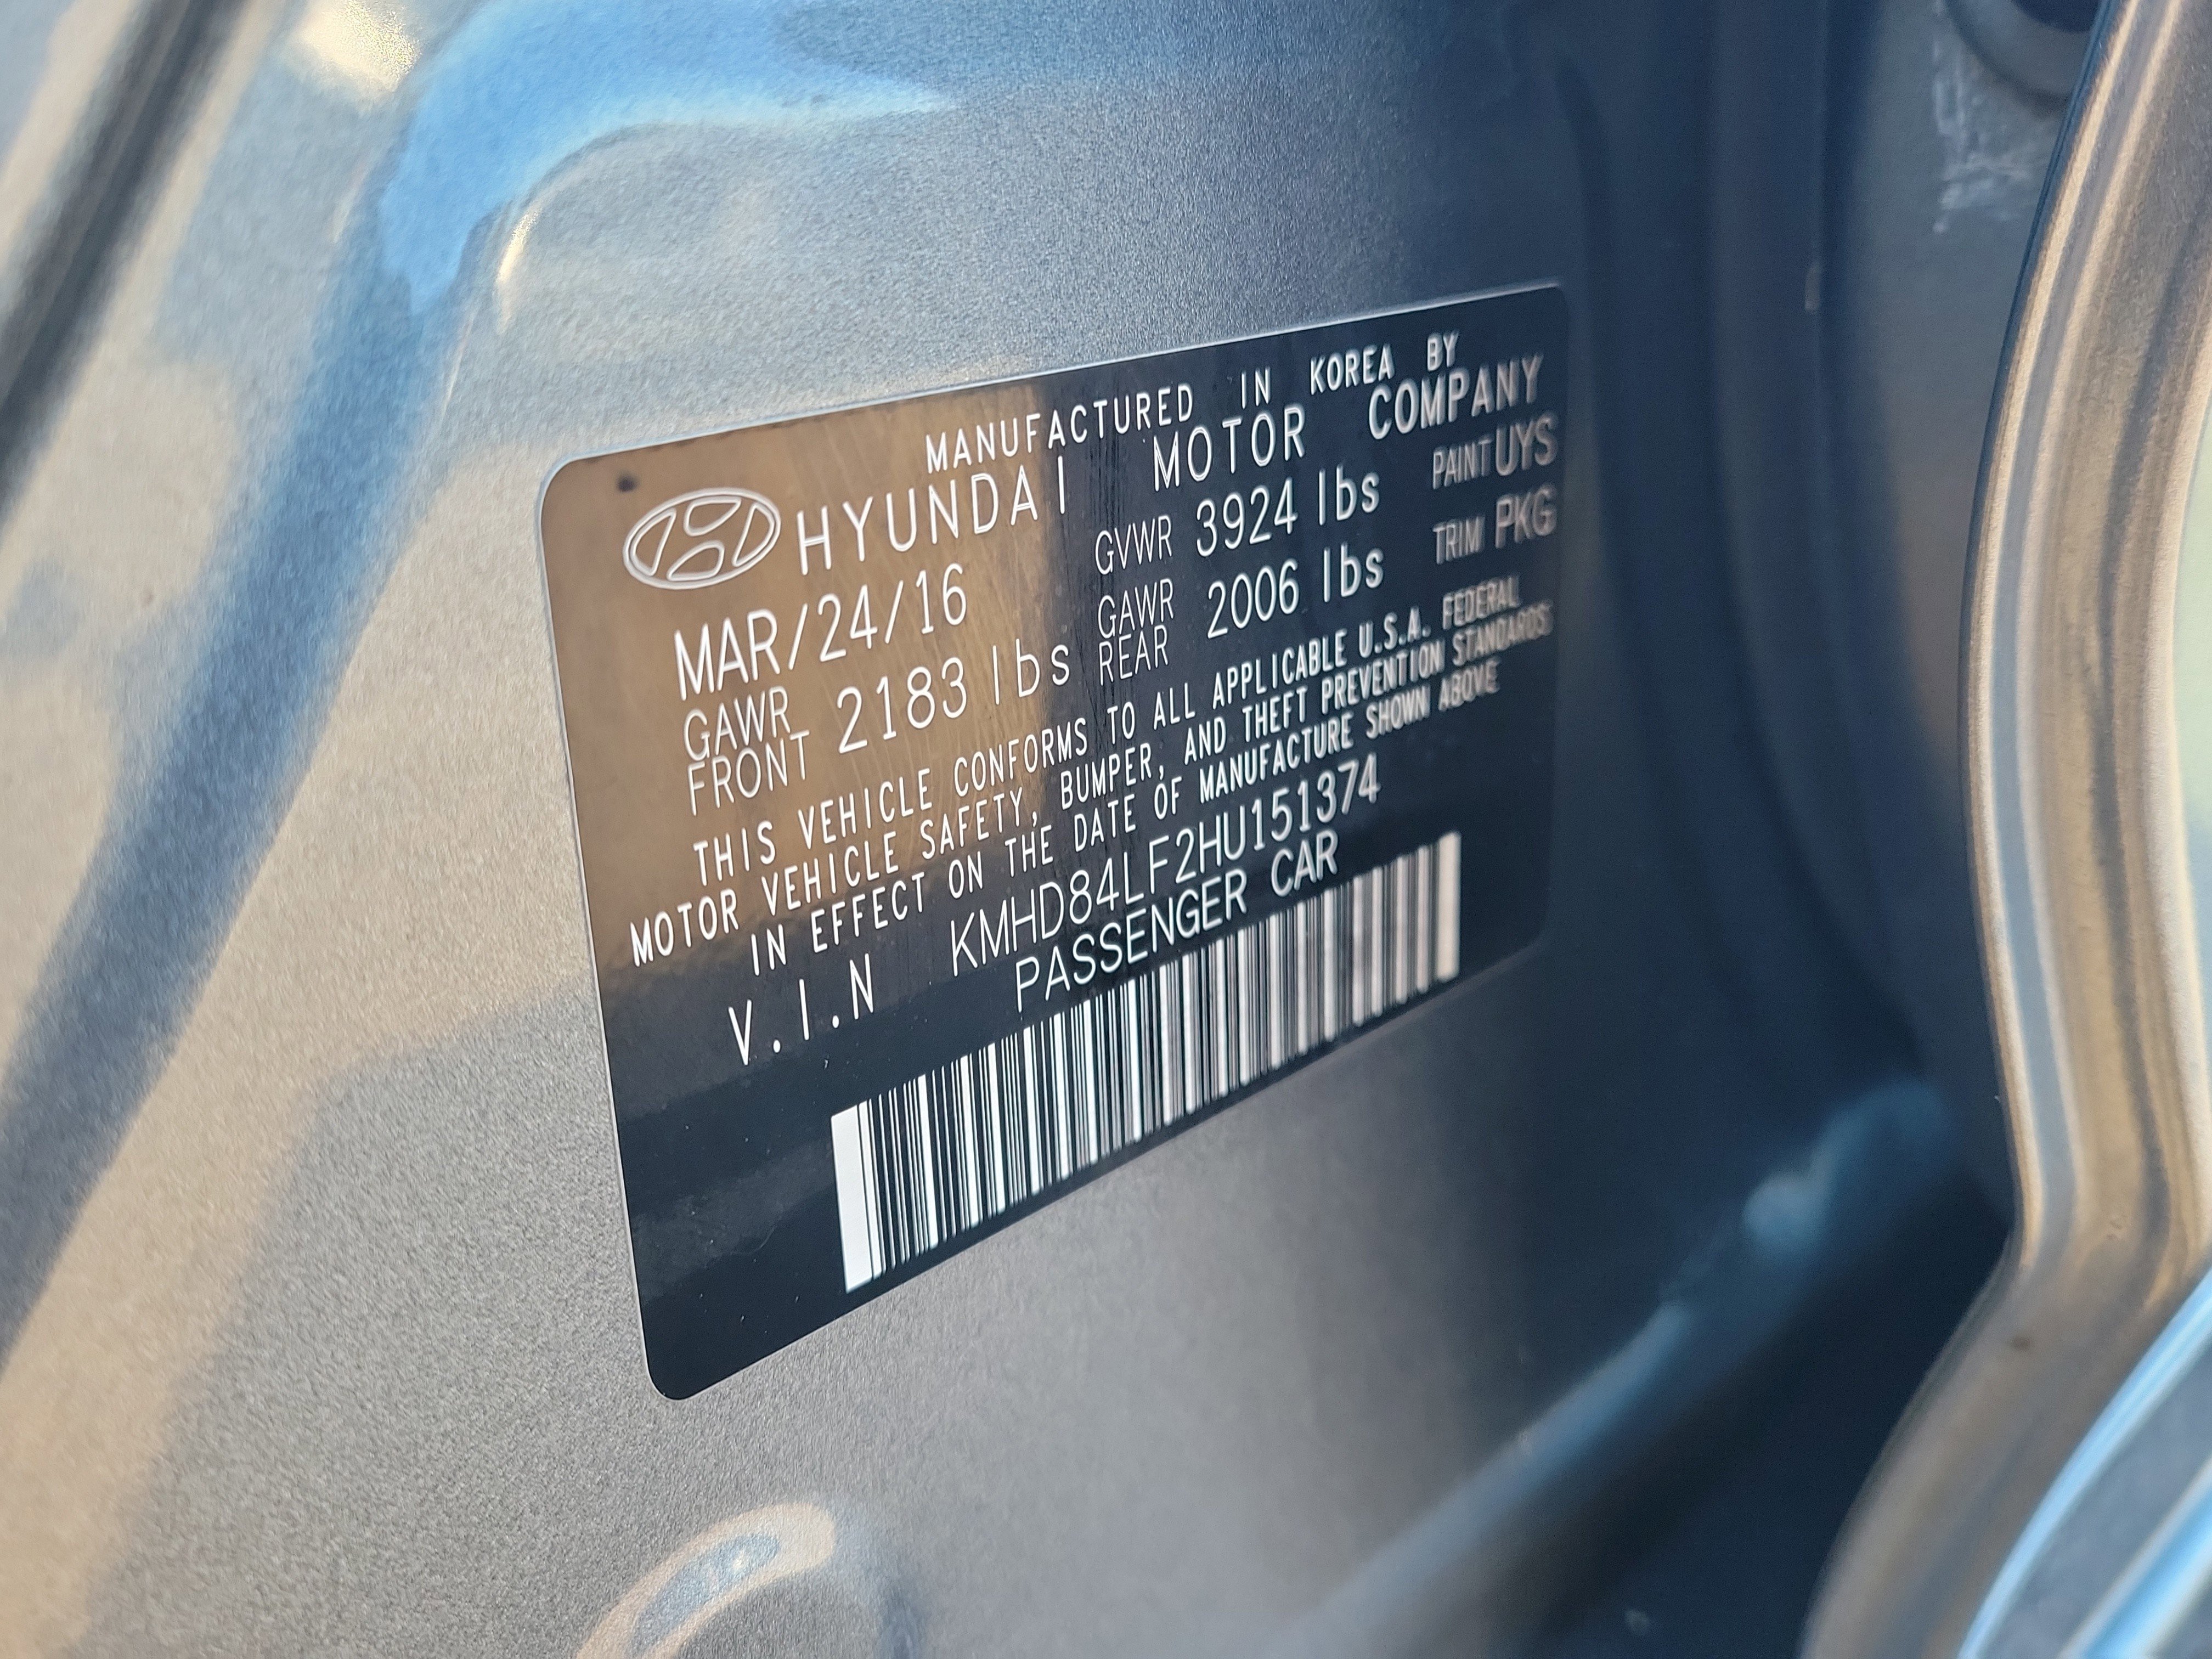 MANUFACTURED IN KOREA BY
HYUNDAI MOTOR COMPANY
MAR/24/16 GVWR 3924 lbs PAINT UYS
GAWR FRONT 2183 lbs GAWR REAR 2006 lbs TRIM PKG
THIS VEHICLE CONFORMS TO ALL APPLICABLE U.S.A. FEDERAL
MOTOR VEHICLE SAFETY, BUMPER, AND THEFT PREVENTION STANDARDS
IN EFFECT ON THE DATE OF MANUFACTURE SHOWN ABOVE
V.I.N KMHD84LF2HU151374
PASSENGER CAR